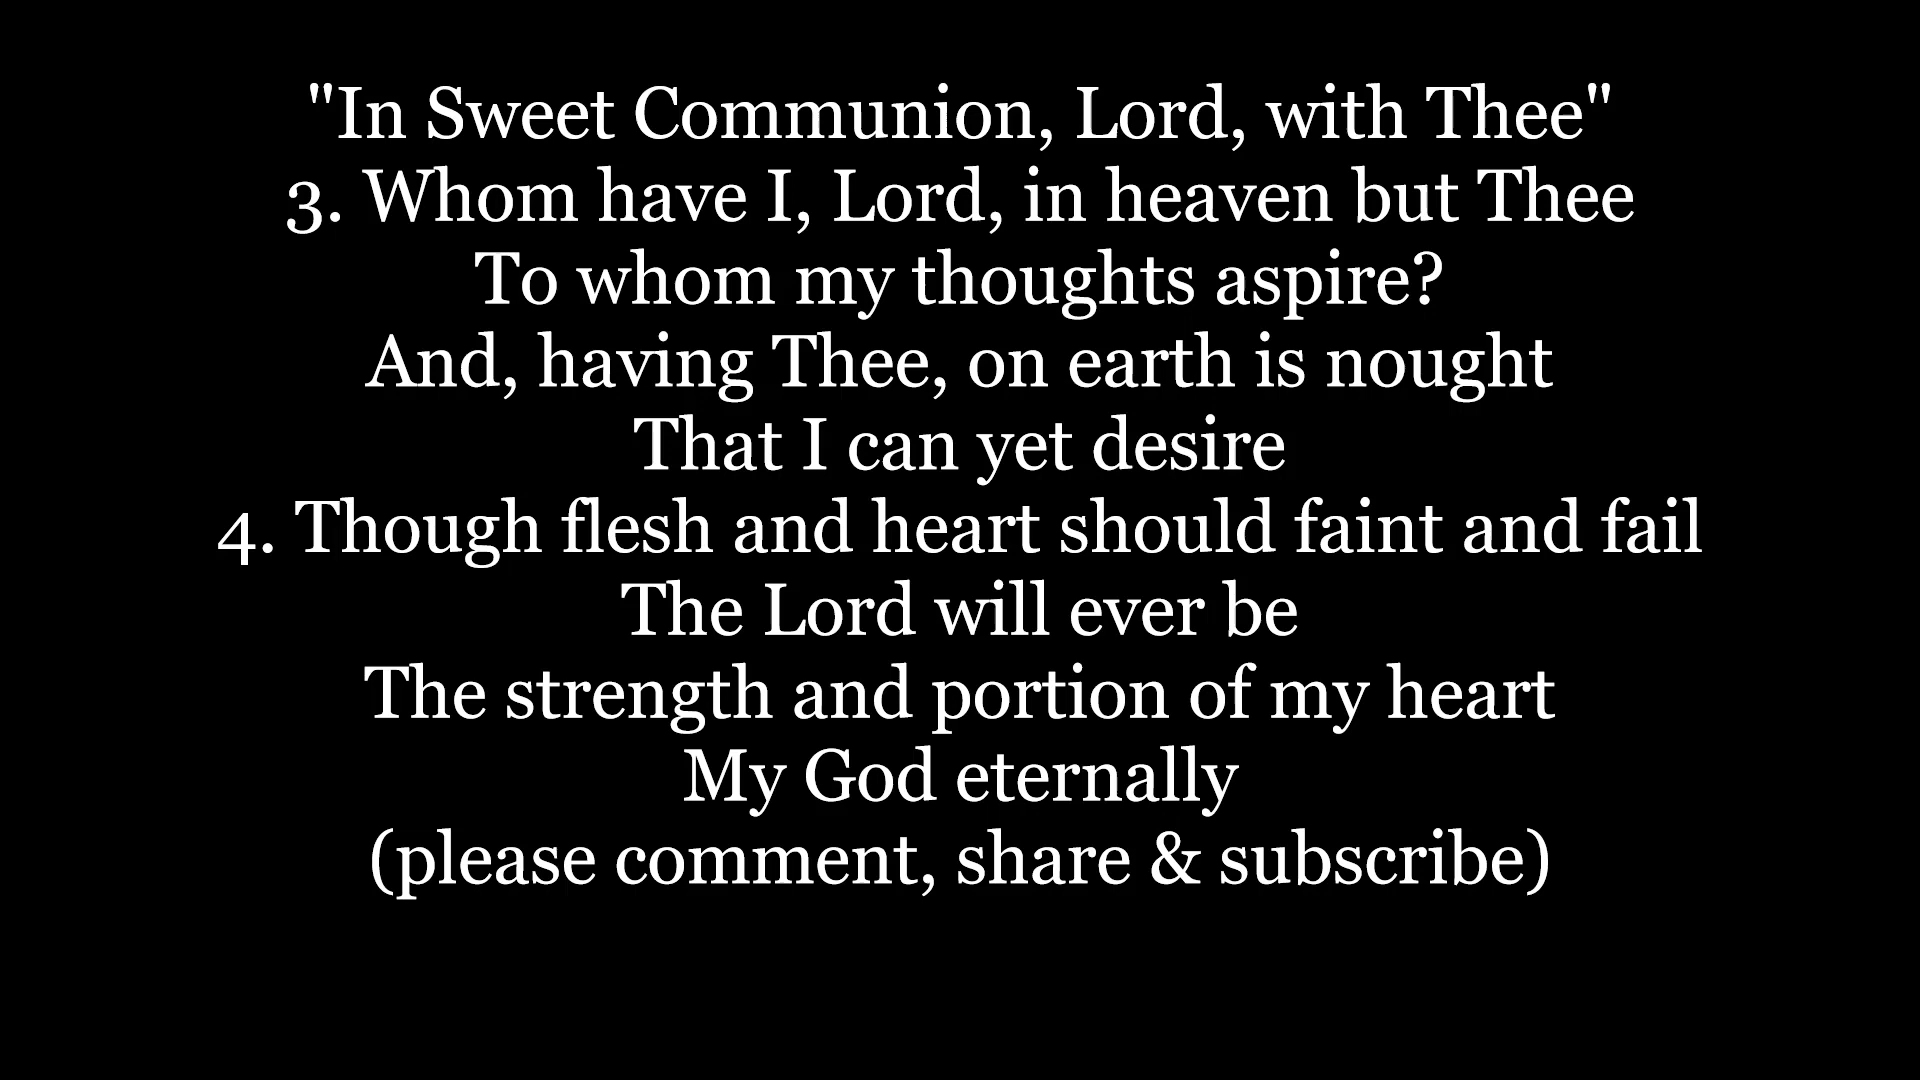 "In Sweet Communion, Lord, with Thee"
3. Whom have I, Lord, in heaven but Thee
To whom my thoughts aspire?
And, having Thee, on earth is nought
That I can yet desire
4. Though flesh and heart should faint and fail
The Lord will ever be
The strength and portion of my heart
My God eternally
(please comment, share & subscribe)